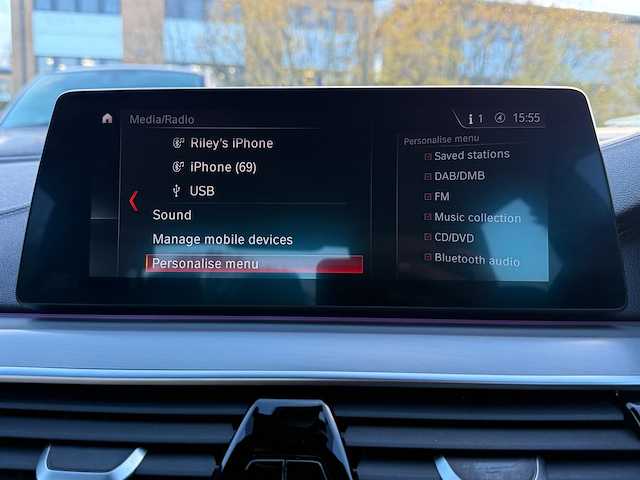 Media/Radio
1 15:55
Riley's iPhone
iPhone (69)
USB
Sound
Manage mobile devices
Personalise menu
Personalise menu
Saved stations
DAB/DMB
FM
Music collection
CD/DVD
Bluetooth audio